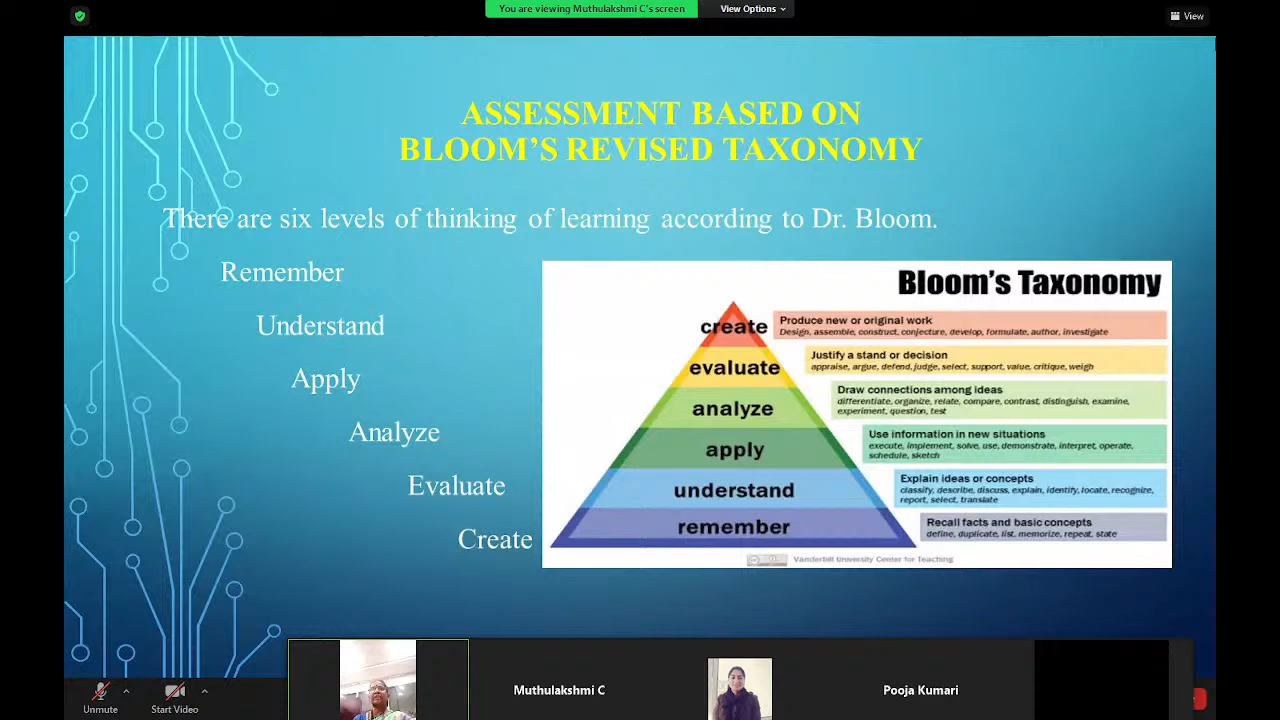 You are viewing Muthulakshmi C's screen
View Options
View
ASSESSMENT BASED ON
BLOOM'S REVISED TAXONOMY
There are six levels of thinking of learning according to Dr. Bloom.
Remember
Understand
Apply
Analyze
Evaluate
Create
Bloom's Taxonomy
create
Produce new or original work
Design, assemble, construct, conjecture, develop, formulate, author, investigate
evaluate
Justify a stand or decision
appraise, argue, defend, judge, select, support, value, critique, weigh
analyze
Draw connections among ideas
differentiate, organize, relate, compare, contrast, distinguish, examine,
experiment, question, test
apply
Use information in new situations
execute, implement, solve, use, demonstrate, interpret, operate,
schedule, sketch
understand
Explain ideas or concepts
classify, describe, discuss, explain, identify, locate, recognize,
report, select, translate
remember
Recall facts and basic concepts
define, duplicate, list, memorize, repeat, state
Vanderbilt University Center for Teaching
Unmute
Start Video
Muthulakshmi C
Pooja Kumari